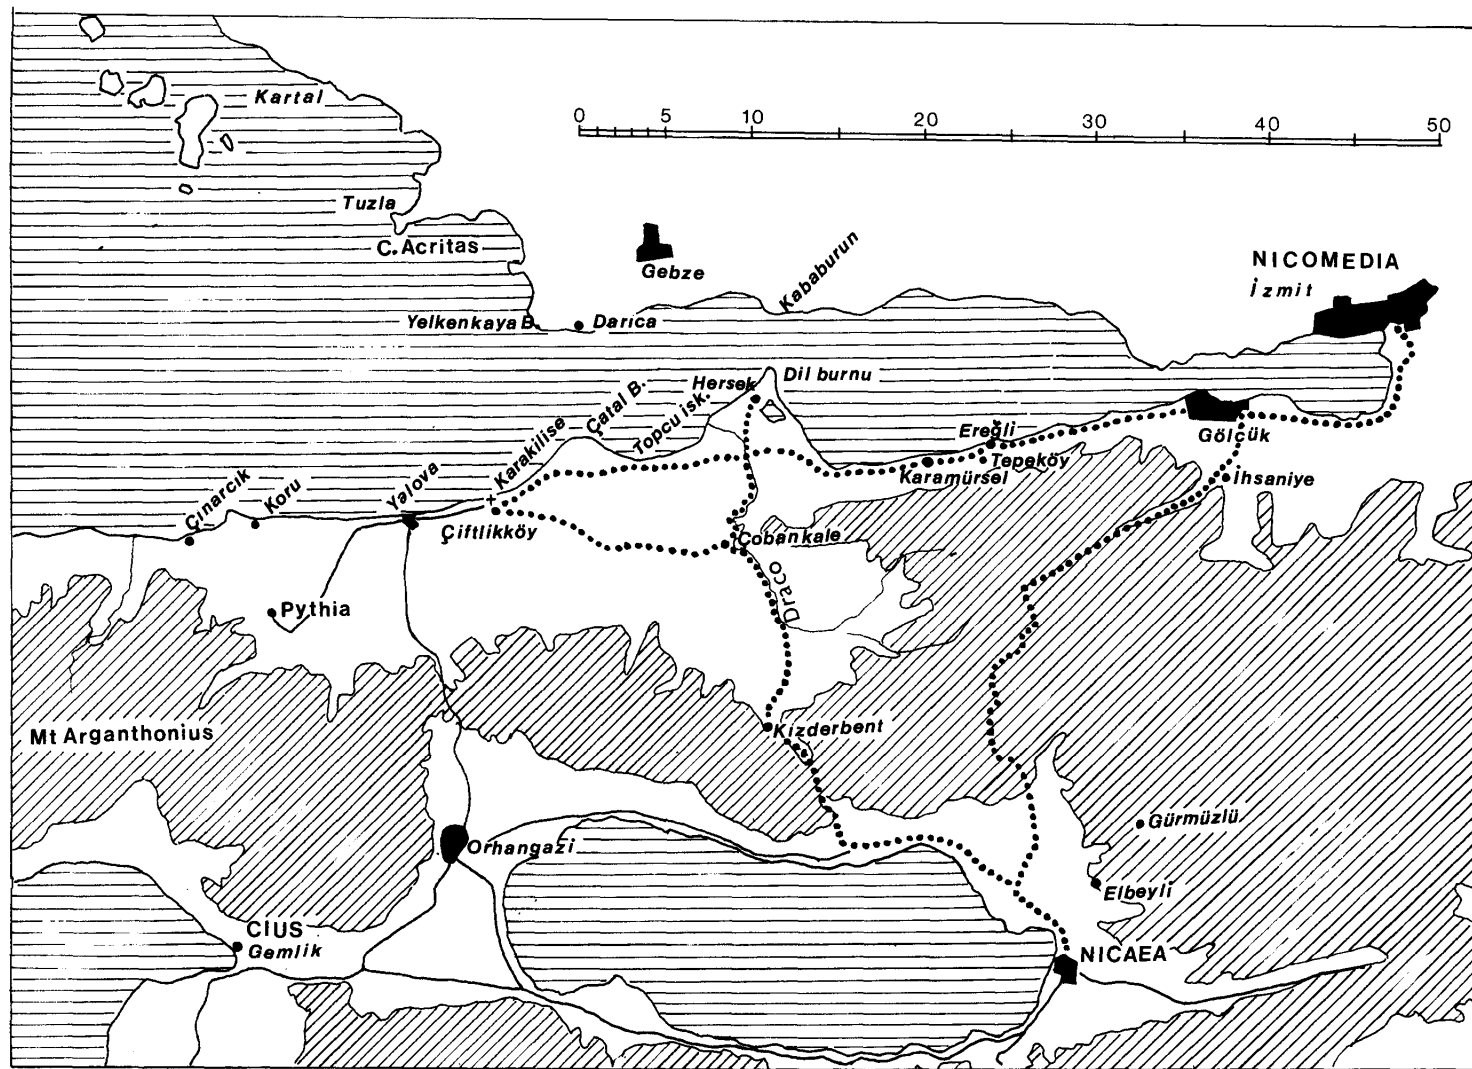 Kartal
0 5 10 20 30 40 50
Tuzla
C. Acritas
Gebze
Kababurun
NICOMEDIA
İzmit
Yelkenkaya B.
Darıca
Hersek
Dil burnu
Çatal B.
Topcu isk.
Karakilise
Ereğli
Tepeköy
Gölcük
Karamürsel
İhsaniye
Çınarcık
Koru
Yalova
Çiftlikköy
Çobankale
Draco
Pythia
Mt Arganthonius
Kızderbent
Gürmüzlü
Orhangazi
Elbeyli
CIUS
Gemlik
NICAEA